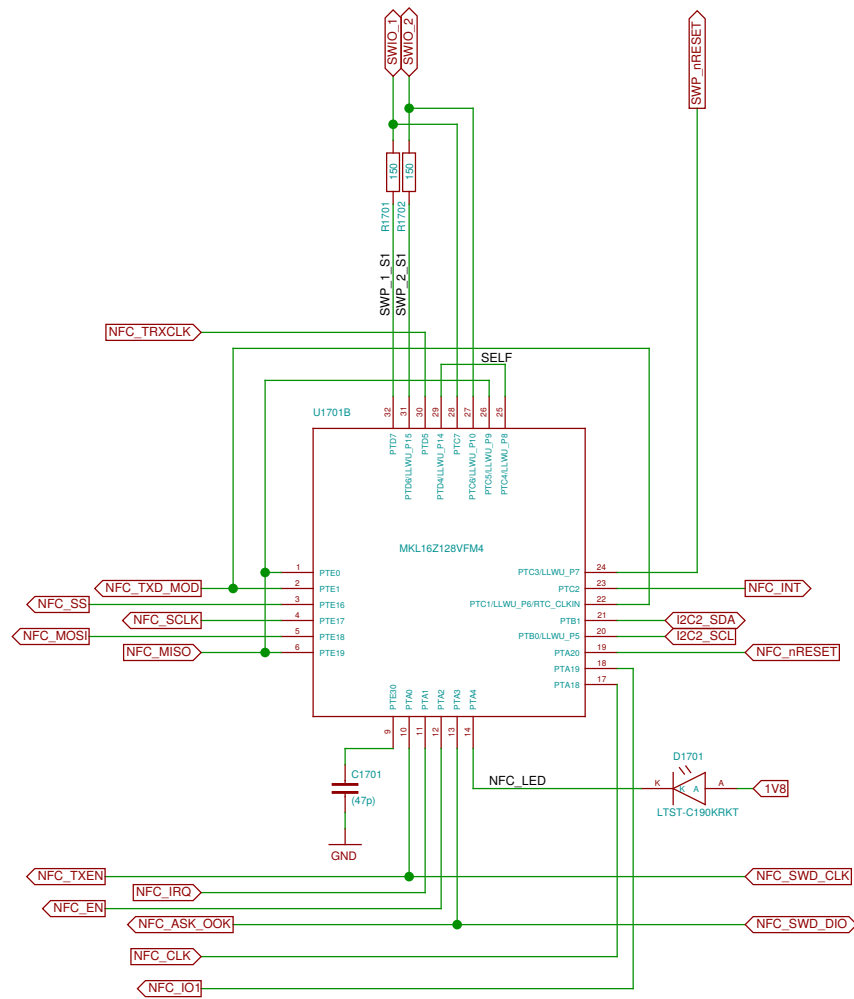 SWIO_1
SWIO_2
SWP_nRESET
150
150
R1701
R1702
SWP_1_S1
SWP_2_S1
NFC_TRXCLK
SELF
U1701B
32
31
30
29
28
27
26
25
PTD7
PTD6/LLWU_P15
PTD5
PTD4/LLWU_P14
PTC7
PTC6/LLWU_P10
PTC5/LLWU_P9
PTC4/LLWU_P8
MKL16Z128VFM4
1 PTE0
NFC_TXD_MOD 2 PTE1
NFC_SS 3 PTE16
NFC_SCLK 4 PTE17
NFC_MOSI 5 PTE18
NFC_MISO 6 PTE19
PTC3/LLWU_P7 24
PTC2 23 NFC_INT
PTC1/LLWU_P6/RTC_CLKIN 22
PTB1 21 I2C2_SDA
PTB0/LLWU_P5 20 I2C2_SCL
PTA20 19 NFC_nRESET
PTA19 18
PTA18 17
PTE30
PTA0
PTA1
PTA2
PTA3
PTA4
9
10
11
12
13
14
C1701
(47p)
GND
NFC_LED
D1701
K
K
A
A
1V8
LTST-C190KRKT
NFC_TXEN
NFC_SWD_CLK
NFC_IRQ
NFC_EN
NFC_ASK_OOK
NFC_SWD_DIO
NFC_CLK
NFC_IO1